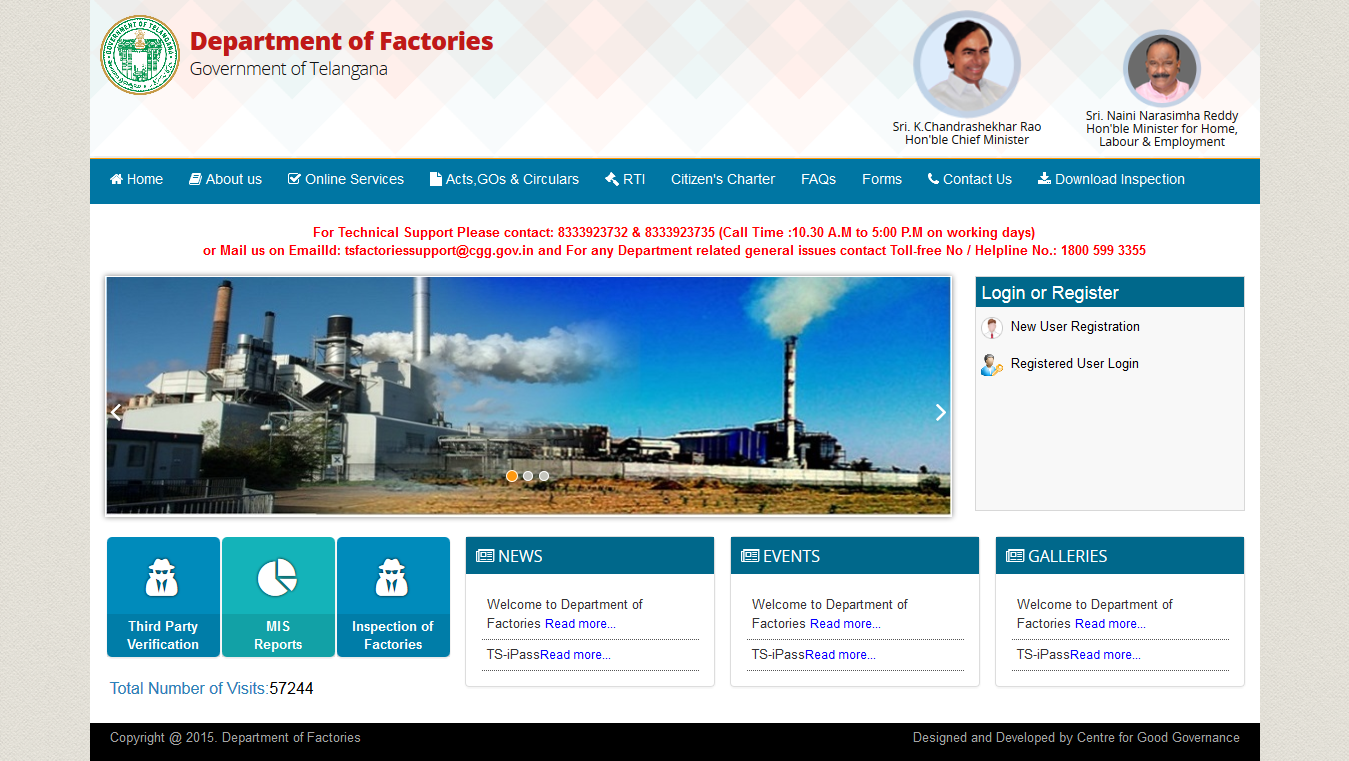 GOVERNMENT OF TELANGANA
Department of Factories
Government of Telangana
Sri. K.Chandrashekhar Rao
Hon'ble Chief Minister
Sri. Naini Narasimha Reddy
Hon'ble Minister for Home,
Labour & Employment
Home About us Online Services Acts,GOs & Circulars RTI Citizen's Charter FAQs Forms Contact Us Download Inspection
For Technical Support Please contact: 8333923732 & 8333923735 (Call Time :10.30 A.M to 5:00 P.M on working days)
or Mail us on EmailId: tsfactoriessupport@cgg.gov.in and For any Department related general issues contact Toll-free No / Helpline No.: 1800 599 3355
Login or Register
New User Registration
Registered User Login
Third Party
Verification
MIS
Reports
Inspection of
Factories
Total Number of Visits:57244
NEWS
Welcome to Department of
Factories Read more...
TS-iPassRead more...
EVENTS
Welcome to Department of
Factories Read more...
TS-iPassRead more...
GALLERIES
Welcome to Department of
Factories Read more...
TS-iPassRead more...
Copyright @ 2015. Department of Factories
Designed and Developed by Centre for Good Governance